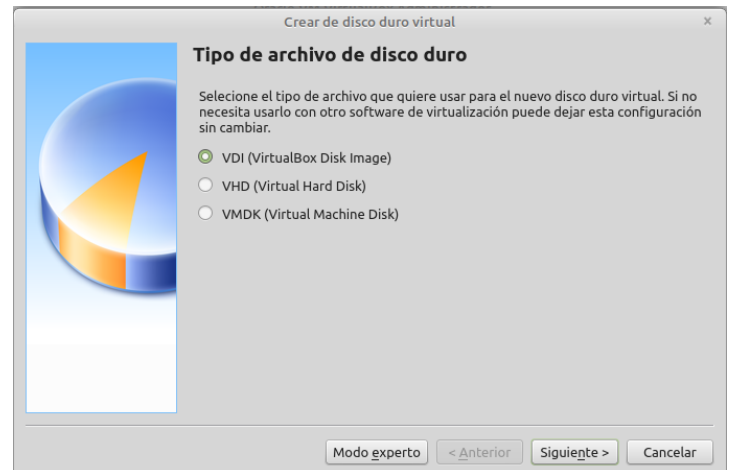 Crear de disco duro virtual
x
Tipo de archivo de disco duro
Selecione el tipo de archivo que quiere usar para el nuevo disco duro virtual. Si no
necesita usarlo con otro software de virtualización puede dejar esta configuración
sin cambiar.
VDI (VirtualBox Disk Image)
VHD (Virtual Hard Disk)
VMDK (Virtual Machine Disk)
Modo experto
< Anterior
Siguiente >
Cancelar